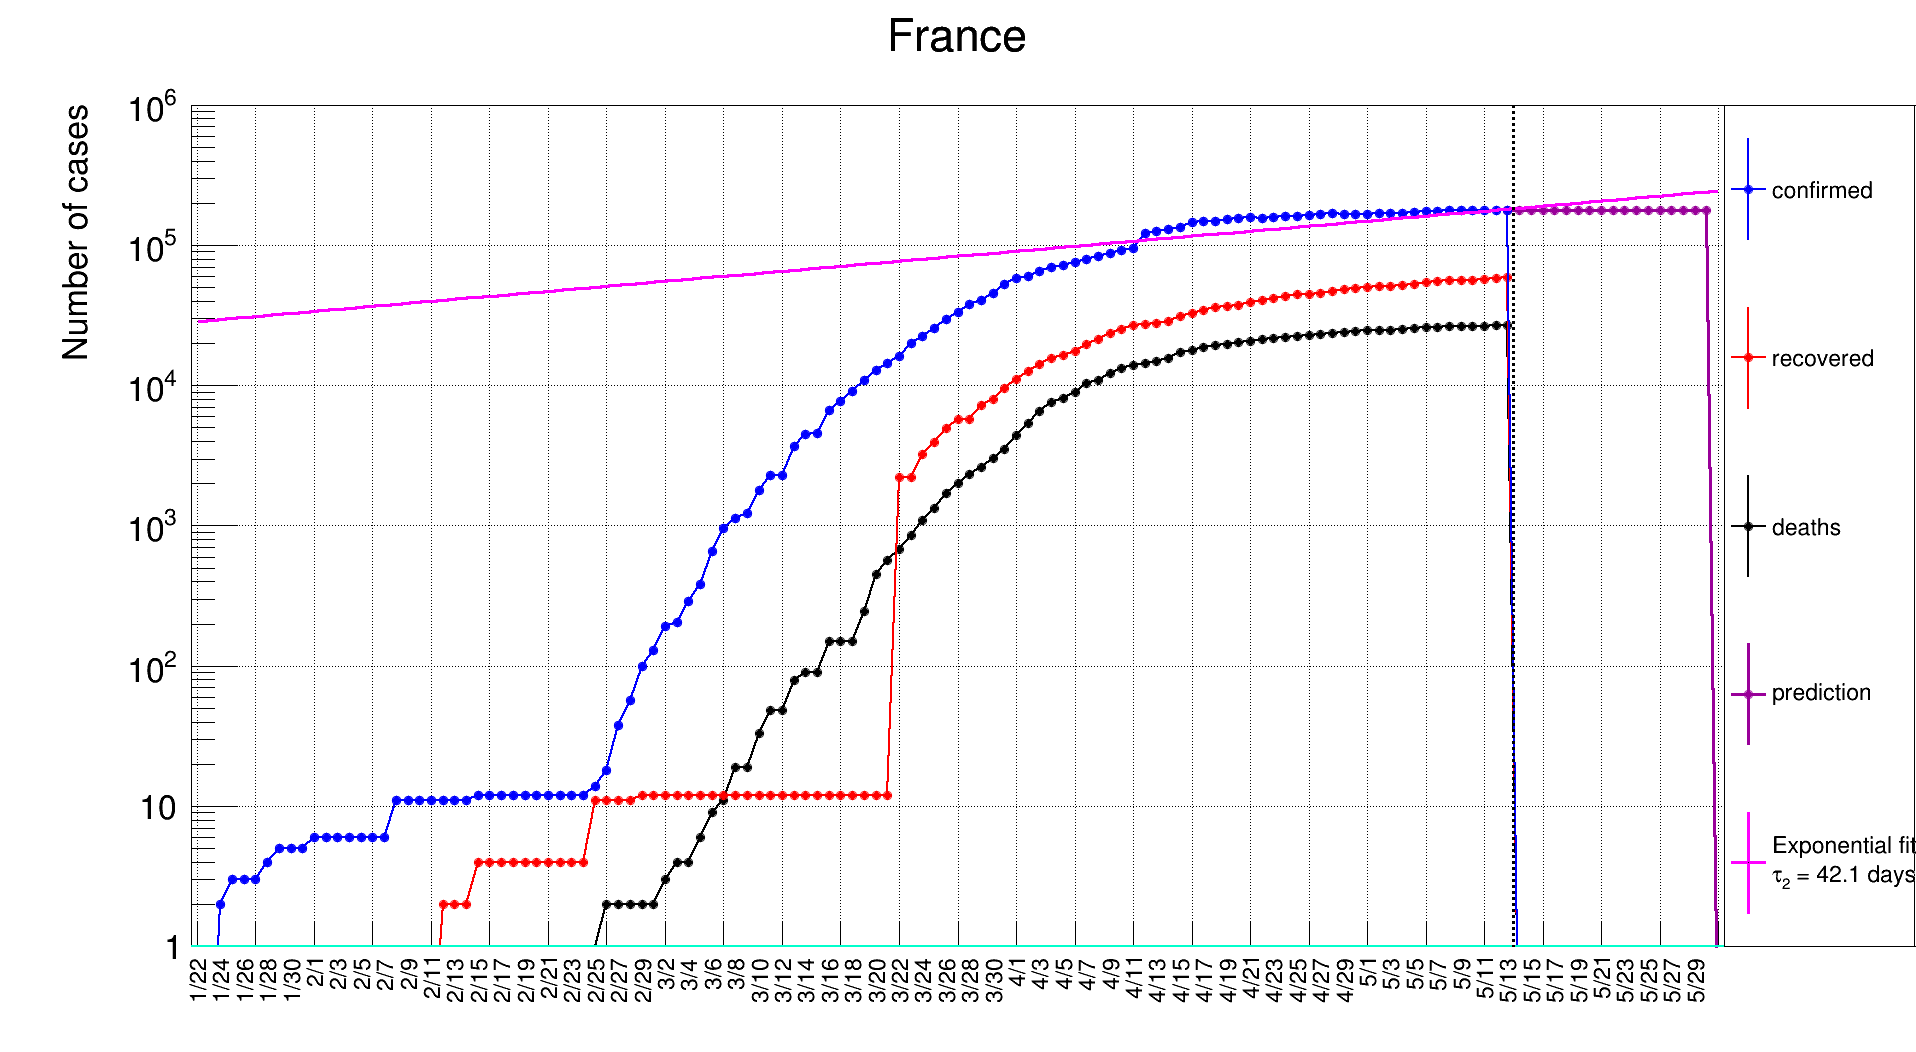 France
Number of cases
10^6
10^5
10^4
10^3
10^2
10
1
1/22 1/24 1/26 1/28 1/30 2/1 2/3 2/5 2/7 2/9 2/11 2/13 2/15 2/17 2/19 2/21 2/23 2/25 2/27 2/29 3/2 3/4 3/6 3/8 3/10 3/12 3/14 3/16 3/18 3/20 3/22 3/24 3/26 3/28 3/30 4/1 4/3 4/5 4/7 4/9 4/11 4/13 4/15 4/17 4/19 4/21 4/23 4/25 4/27 4/29 5/1 5/3 5/5 5/7 5/9 5/11 5/13 5/15 5/17 5/19 5/21 5/23 5/25 5/27 5/29
confirmed
recovered
deaths
prediction
Exponential fit
τ₂ = 42.1 days